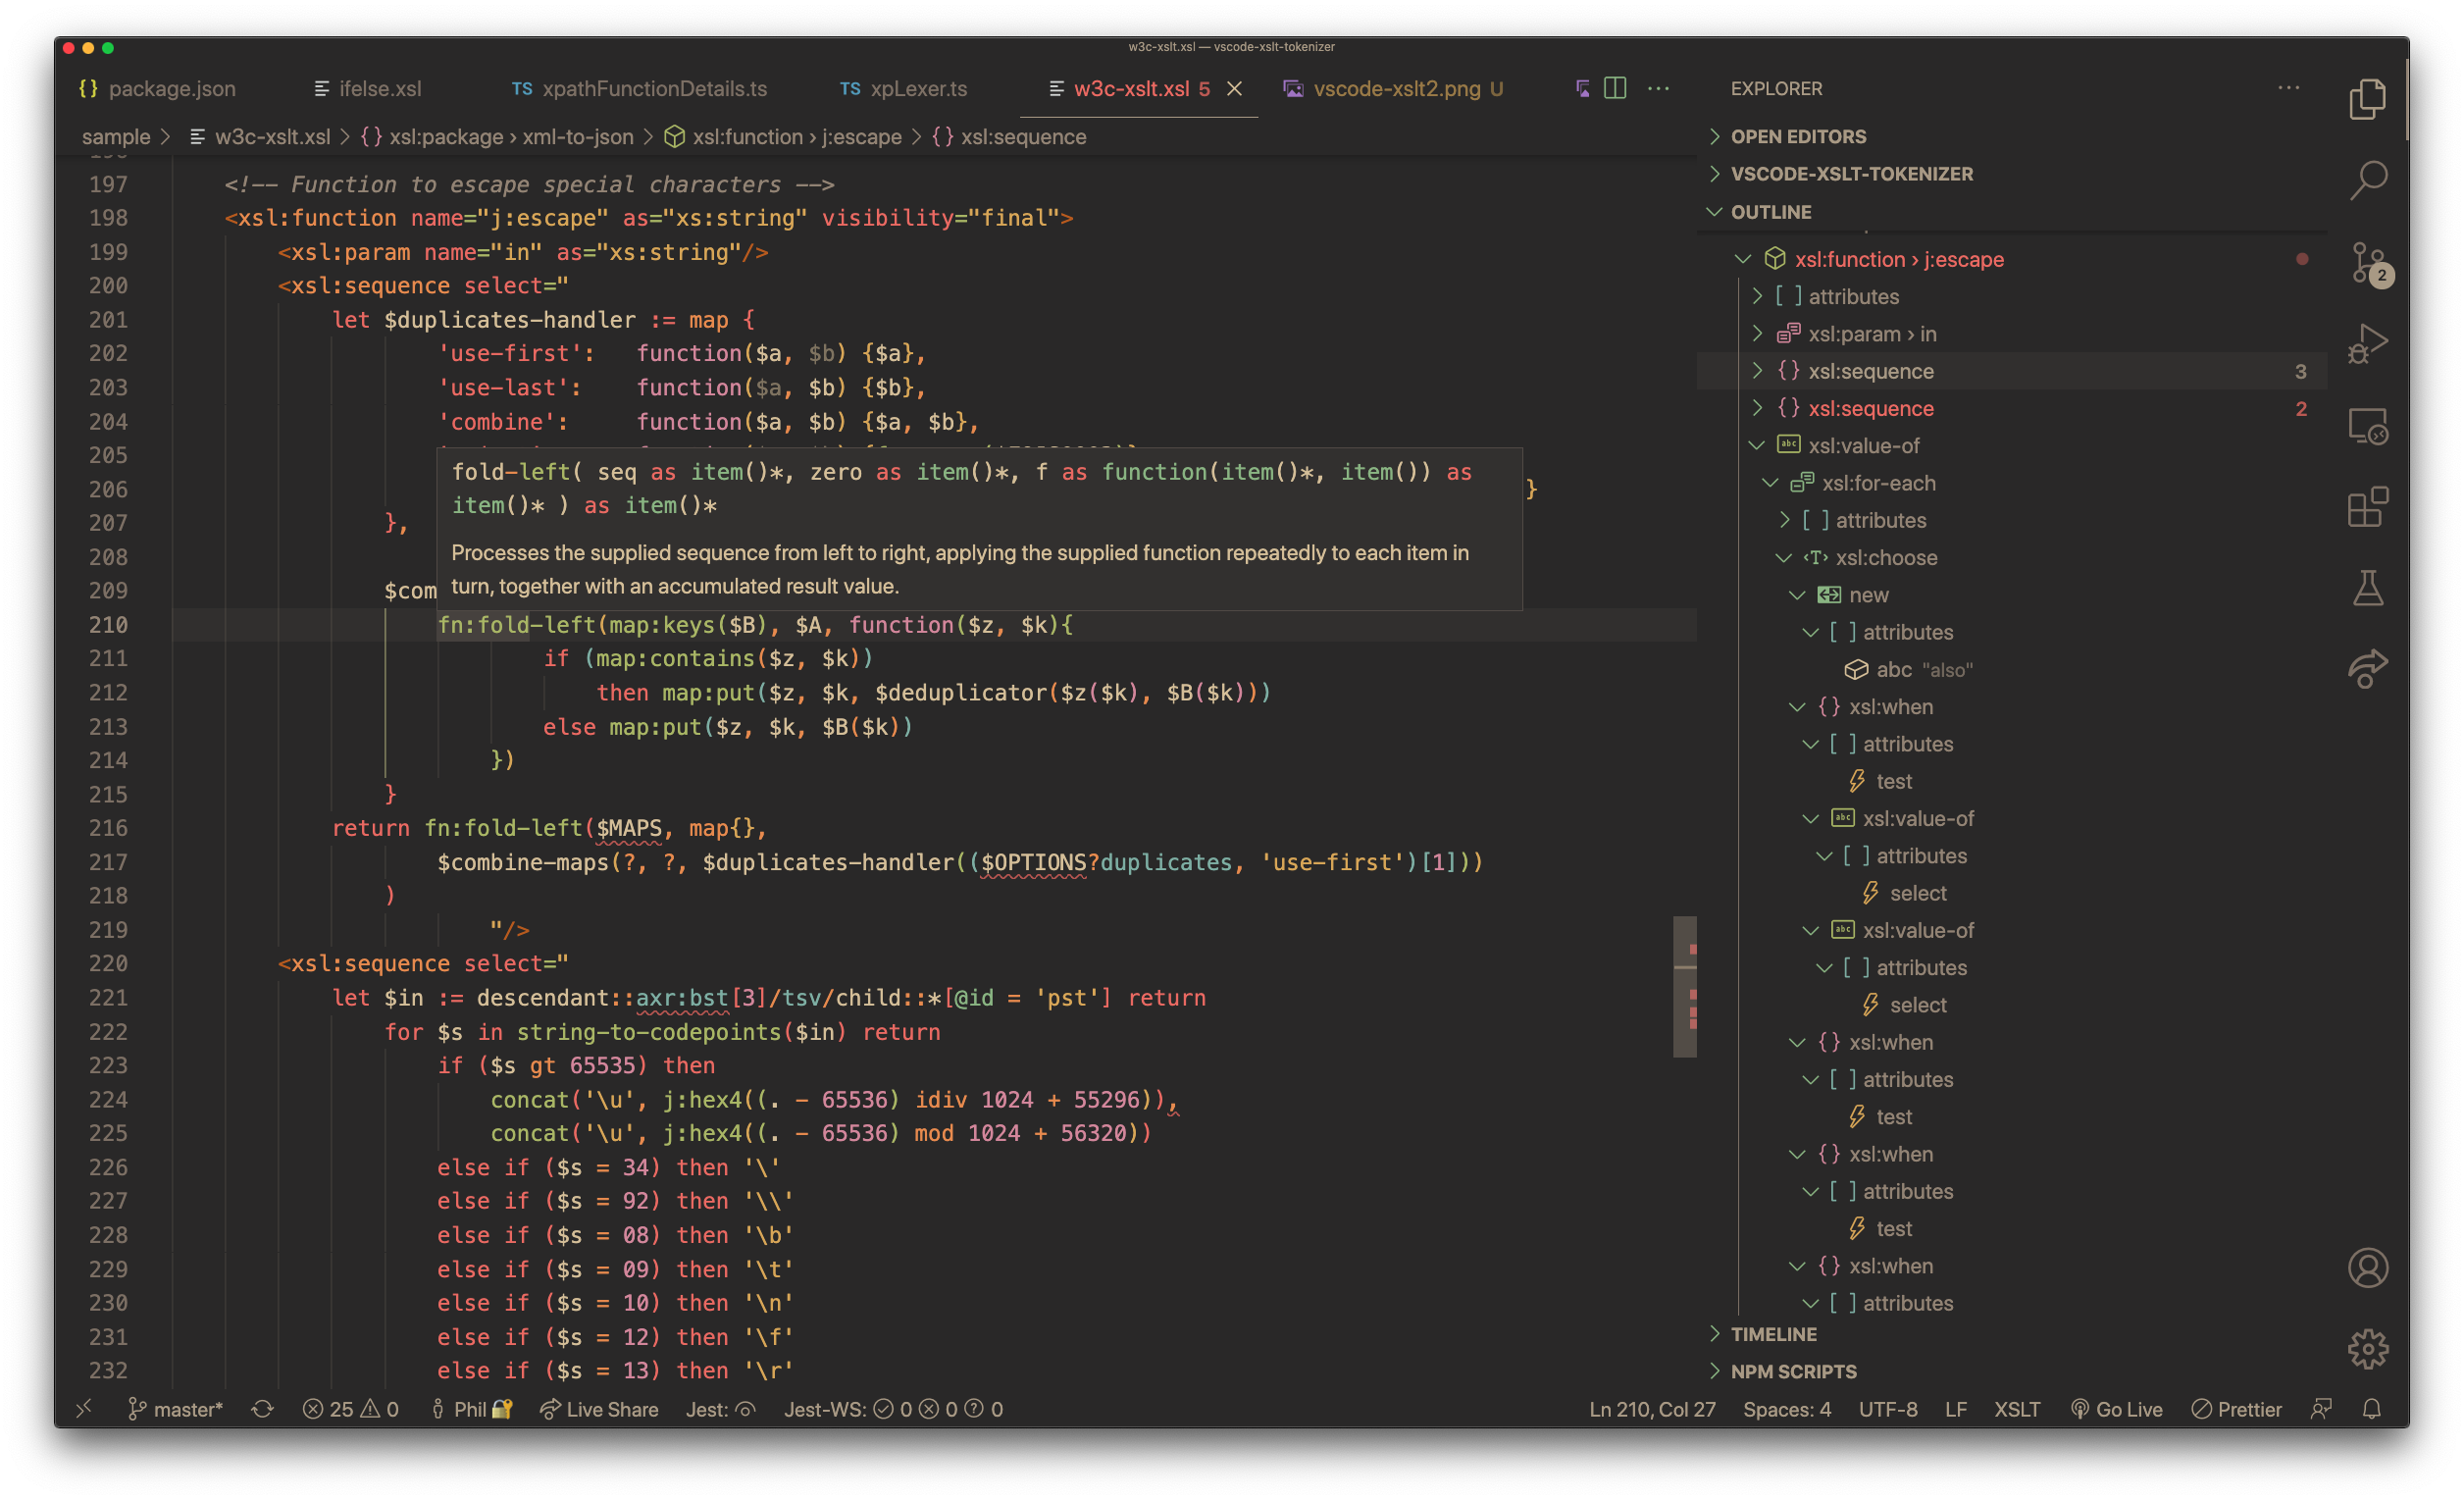 w3c-xslt.xsl — vscode-xslt-tokenizer
{} package.json
ifelse.xsl
TS xpathFunctionDetails.ts
TS xpLexer.ts
w3c-xslt.xsl 5
vscode-xslt2.png U
sample > w3c-xslt.xsl > {} xsl:package › xml-to-json > xsl:function › j:escape > {} xsl:sequence
197 <!-- Function to escape special characters -->
198 <xsl:function name="j:escape" as="xs:string" visibility="final">
199 <xsl:param name="in" as="xs:string"/>
200 <xsl:sequence select="
201 let $duplicates-handler := map {
202 'use-first': function($a, $b) {$a},
203 'use-last': function($a, $b) {$b},
204 'combine': function($a, $b) {$a, $b},
205
fold-left( seq as item()*, zero as item()*, f as function(item()*, item()) as
item()* ) as item()*
Processes the supplied sequence from left to right, applying the supplied function repeatedly to each item in
turn, together with an accumulated result value.
206 }
207 },
208
209 $com
210 fn:fold-left(map:keys($B), $A, function($z, $k){
211 if (map:contains($z, $k))
212 then map:put($z, $k, $deduplicator($z($k), $B($k)))
213 else map:put($z, $k, $B($k))
214 })
215 }
216 return fn:fold-left($MAPS, map{},
217 $combine-maps(?, ?, $duplicates-handler(($OPTIONS?duplicates, 'use-first')[1]))
218 )
219 "/>
220 <xsl:sequence select="
221 let $in := descendant::axr:bst[3]/tsv/child::*[@id = 'pst'] return
222 for $s in string-to-codepoints($in) return
223 if ($s gt 65535) then
224 concat('\u', j:hex4((. - 65536) idiv 1024 + 55296)),
225 concat('\u', j:hex4((. - 65536) mod 1024 + 56320))
226 else if ($s = 34) then '\'
227 else if ($s = 92) then '\\'
228 else if ($s = 08) then '\b'
229 else if ($s = 09) then '\t'
230 else if ($s = 10) then '\n'
231 else if ($s = 12) then '\f'
232 else if ($s = 13) then '\r'
EXPLORER
OPEN EDITORS
VSCODE-XSLT-TOKENIZER
OUTLINE
xsl:function › j:escape
[ ] attributes
xsl:param › in
{} xsl:sequence 3
{} xsl:sequence 2
abc xsl:value-of
xsl:for-each
[ ] attributes
<T> xsl:choose
new
[ ] attributes
abc "also"
{} xsl:when
[ ] attributes
test
abc xsl:value-of
[ ] attributes
select
abc xsl:value-of
[ ] attributes
select
{} xsl:when
[ ] attributes
test
{} xsl:when
[ ] attributes
test
{} xsl:when
[ ] attributes
TIMELINE
NPM SCRIPTS
2
master* 25 0 Phil Live Share Jest: Jest-WS: 0 0 0
Ln 210, Col 27 Spaces: 4 UTF-8 LF XSLT Go Live Prettier